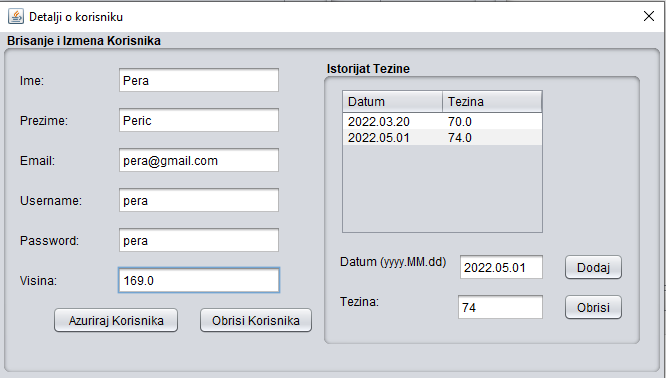 Detalji o korisniku
Brisanje i Izmena Korisnika
Ime: Pera
Prezime: Peric
Email: pera@gmail.com
Username: pera
Password: pera
Visina: 169.0
Azuriraj Korisnika Obrisi Korisnika
Istorijat Tezine
Datum Tezina
2022.03.20 70.0
2022.05.01 74.0
Datum (yyyy.MM.dd) 2022.05.01 Dodaj
Tezina: 74 Obrisi